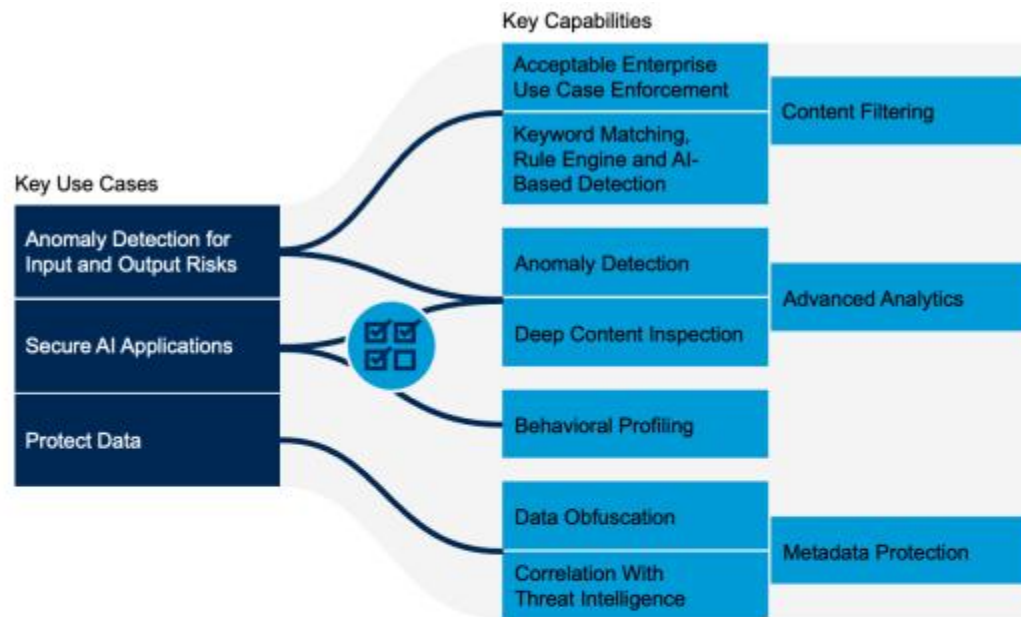 Key Capabilities
Acceptable Enterprise
Use Case Enforcement
Content Filtering
Keyword Matching,
Rule Engine and AI-
Based Detection
Key Use Cases
Anomaly Detection for
Input and Output Risks
Secure AI Applications
Protect Data
Anomaly Detection
Advanced Analytics
Deep Content Inspection
Behavioral Profiling
Data Obfuscation
Metadata Protection
Correlation With
Threat Intelligence